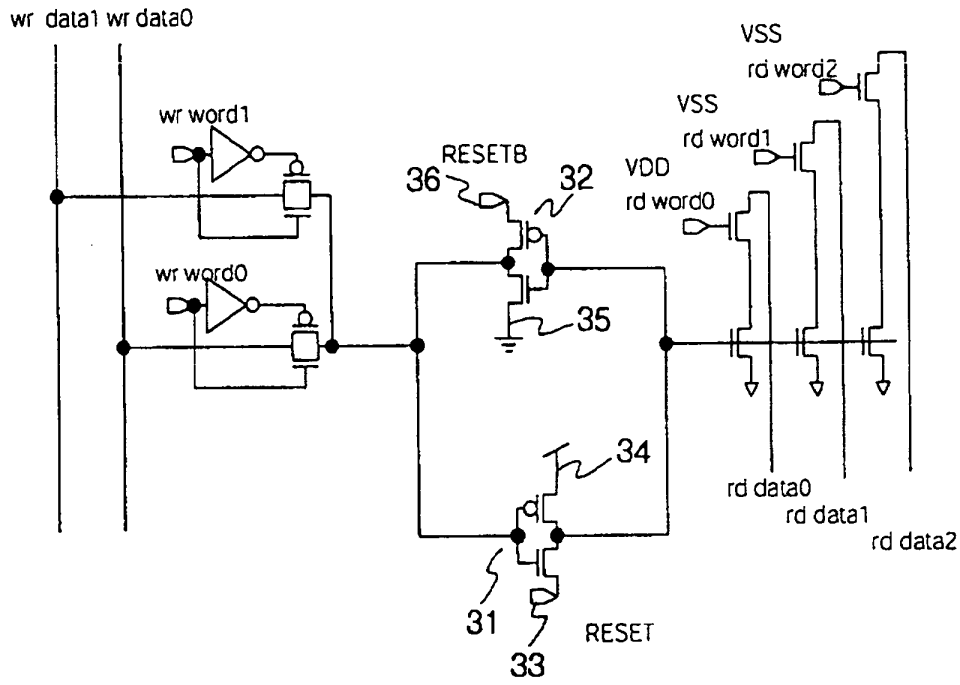 wr data1 wr data0
VSS
rd word2
wr word1
VSS
rd word1
RESETB
36
32
VDD
rd word0
wr word0
35
34
rd data0
rd data1
rd data2
31
33
RESET